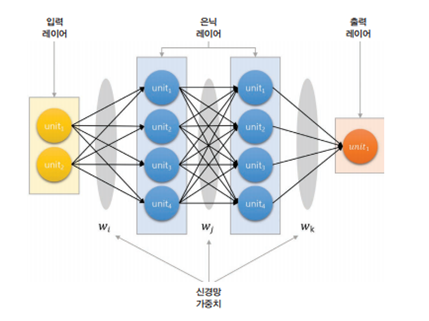 입력
레이어
은닉
레이어
출력
레이어
unit₁
unit₂
unit₁
unit₂
unit₃
unit₄
unit₁
unit₂
unit₃
unit₄
unit₁
wᵢ
wⱼ
wₖ
신경망
가중치